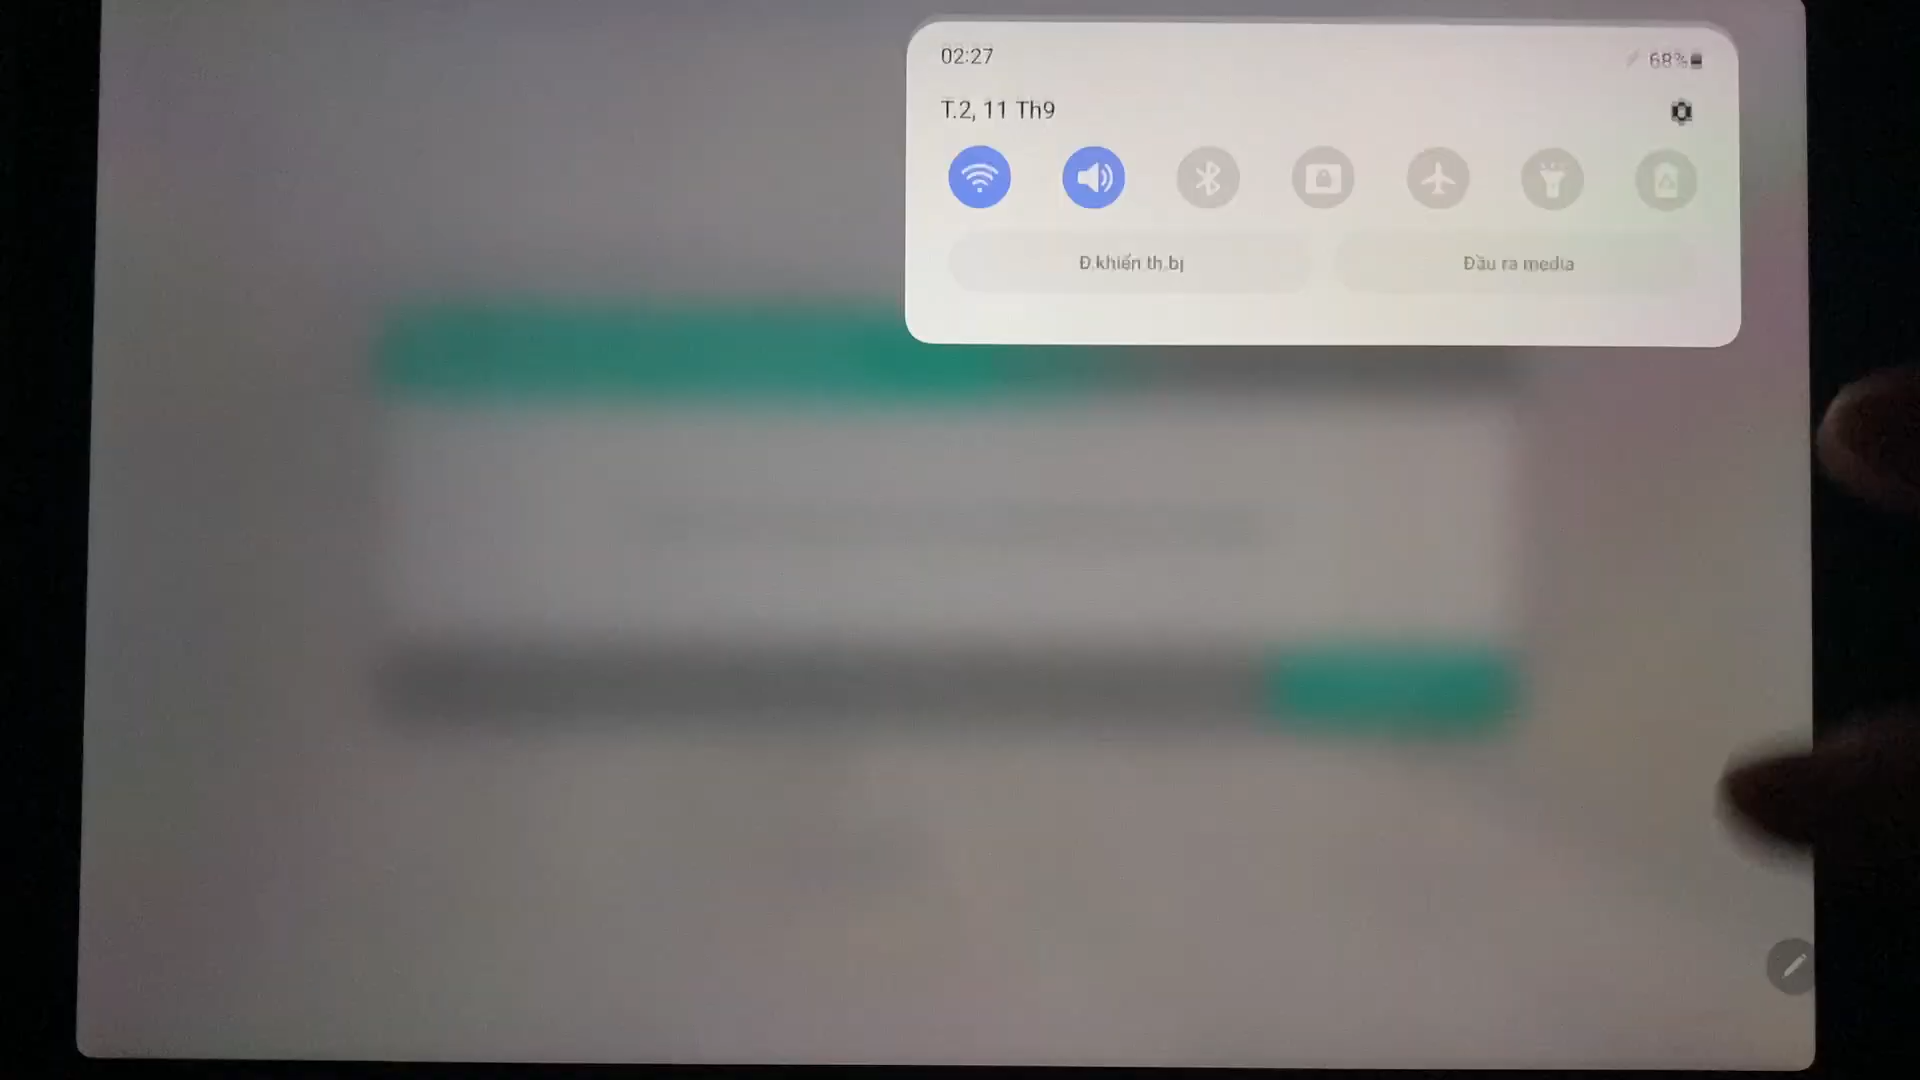 02:27
68%
T.2, 11 Th9
Đ.khiển th.bị
Đầu ra media